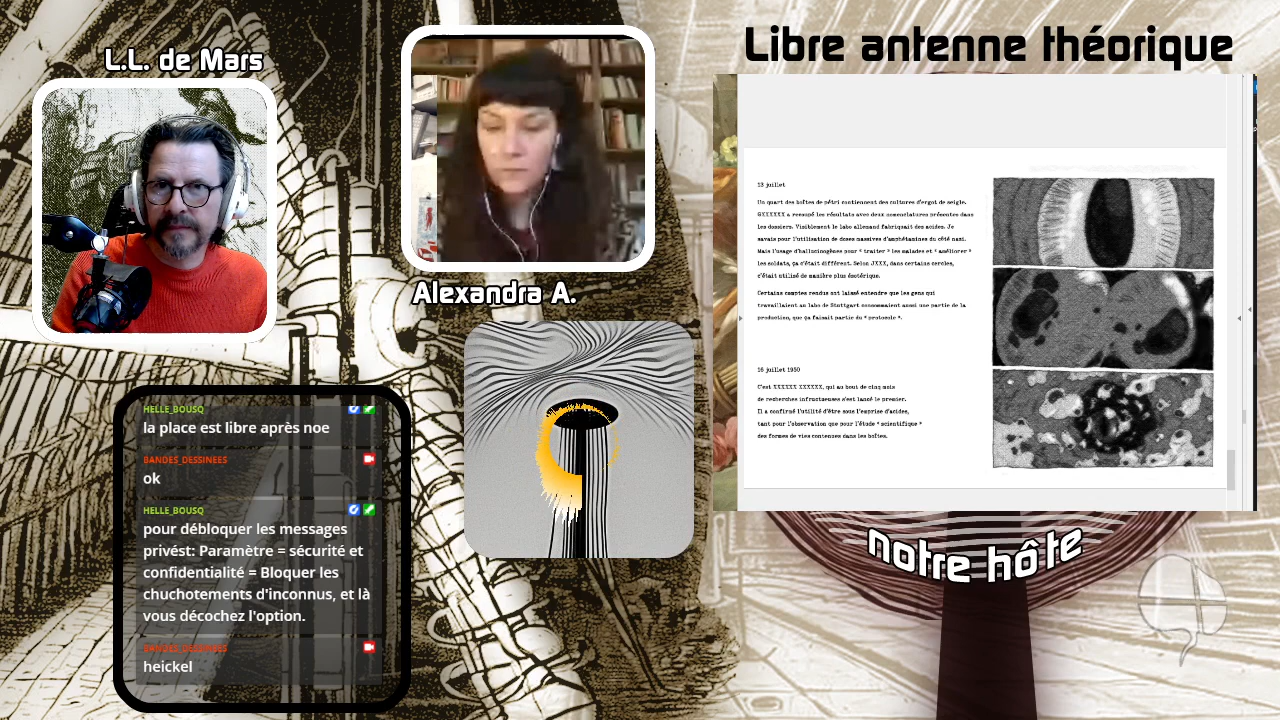 L.L. de Mars
Alexandra A.
Libre antenne théorique
13 juillet
Un quart des boîtes de pétri contiennent des cultures d'ergot de seigle.
GXXXXXX a recoupé les résultats avec deux nomenclatures présentes dans
les dossiers. Visiblement le labo allemand fabriquait des acides. Je
savais pour l'utilisation de doses massives d'amphétamines du côté nazi.
Mais l'usage d'hallucinogènes pour " traiter " les malades et " améliorer "
les soldats, ça c'était différent. Selon JXXX, dans certains cercles,
c'était utilisé de manière plus ésotérique.
Certains comptes rendus ont laissé entendre que les gens qui
travaillaient au labo de Stuttgart consommaient aussi une partie de la
production, que ça faisait partie du " protocole ".
16 juillet 1950
C'est XXXXXX XXXXXX, qui au bout de cinq mois
de recherches infructueuses s'est lancé le premier.
Il a confirmé l'utilité d'être sous l'emprise d'acides,
tant pour l'observation que pour l'étude " scientifique "
des formes de vies contenues dans les boîtes.
HELLE_BOUSQ
la place est libre après noe
BANDES_DESSINEES
ok
HELLE_BOUSQ
pour débloquer les messages
privést: Paramètre = sécurité et
confidentialité = Bloquer les
chuchotements d'inconnus, et là
vous décochez l'option.
BANDES_DESSINEES
heickel
notre hôte